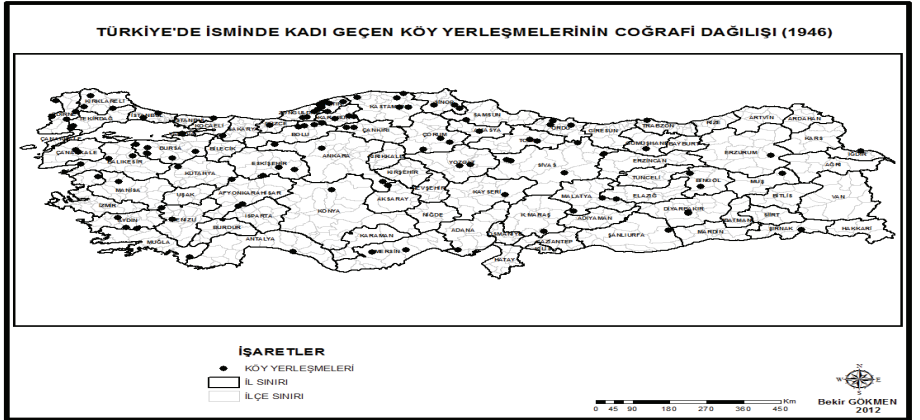 TÜRKİYE'DE İSMİNDE KADI GEÇEN KÖY YERLEŞMELERİNİN COĞRAFİ DAĞILIŞI (1946)
KIRKLARELİ
TEKİRDAĞ
İSTANBUL
KOCAELİ
BOLU
ÇANKIRI
SİNOP
SAMSUN
AMASYA
ÇORUM
ORDU
GİRESUN
TRABZON
RİZE
ARTVİN
ARDAHAN
KARS
IĞDIR
AĞRI
ERZURUM
BAYBURT
GÜMÜŞHANE
ERZİNCAN
TUNCELİ
BİNGÖL
MUŞ
BİTLİS
VAN
HAKKARİ
ŞIRNAK
SİİRT
BATMAN
MARDİN
DİYARBAKIR
ELAZIĞ
MALATYA
ADIYAMAN
ŞANLIURFA
GAZİANTEP
K.MARAŞ
OSMANİYE
HATAY
ADANA
KAYSERİ
SİVAS
YOZGAT
KIRŞEHİR
KIRIKKALE
NEVŞEHİR
AKSARAY
NİĞDE
MERSİN
KARAMAN
KONYA
ANKARA
ESKİŞEHİR
BİLECİK
BURSA
BALIKESİR
ÇANAKKALE
KÜTAHYA
AFYONKARAHİSAR
UŞAK
MANİSA
İZMİR
AYDIN
DENİZLİ
MUĞLA
BURDUR
ISPARTA
ANTALYA
İŞARETLER
KÖY YERLEŞMELERİ
İL SINIRI
İLÇE SINIRI
N
W E
S
Km
0 45 90 180 270 360 450
Bekir GÖKMEN
2012